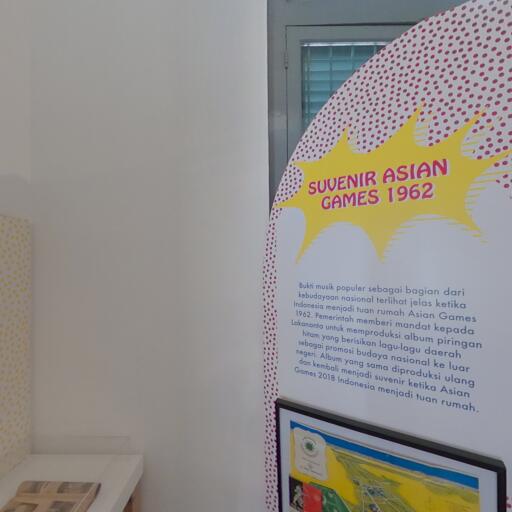 SUVENIR ASIAN
GAMES 1962
Bukti musik populer sebagai bagian dari
kebudayaan nasional terlihat jelas ketika
Indonesia menjadi tuan rumah Asian Games
1962. Pemerintah memberi mandat kepada
Lokananta untuk memproduksi album piringan
hitam yang berisikan lagu-lagu daerah
sebagai promosi budaya nasional ke luar
negeri. Album yang sama diproduksi ulang
dan kembali menjadi suvenir ketika Asian
Games 2018 Indonesia menjadi tuan rumah.